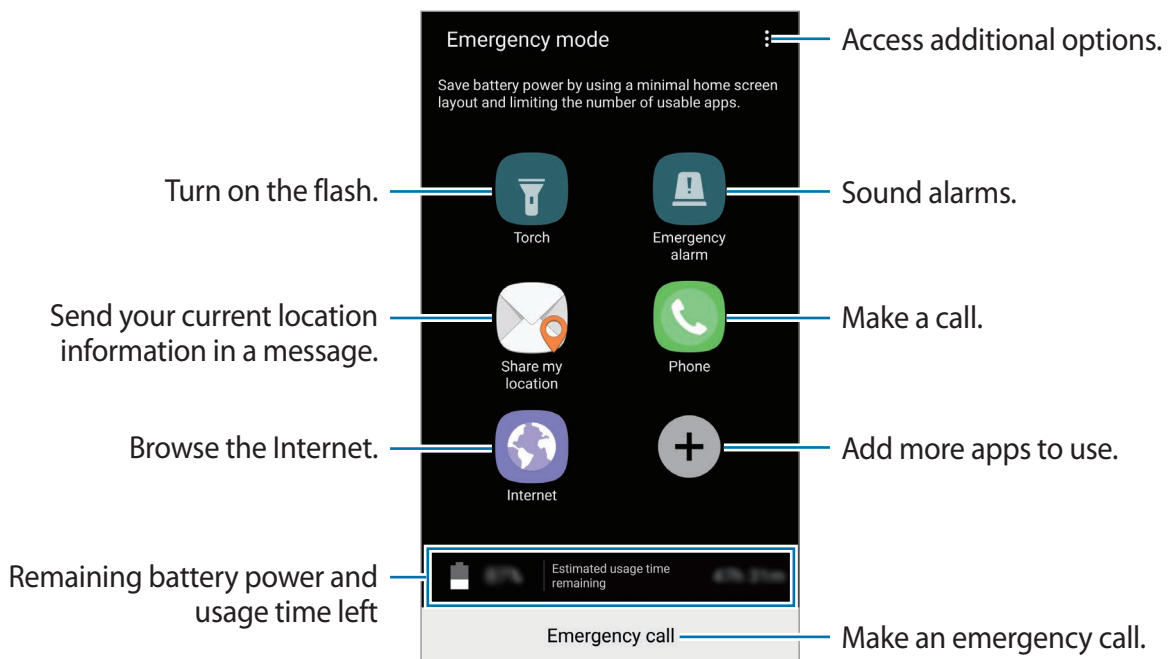 Emergency mode
Access additional options.
Save battery power by using a minimal home screen
layout and limiting the number of usable apps.
Turn on the flash.
Torch
Emergency
alarm
Sound alarms.
Send your current location
information in a message.
Share my
location
Phone
Make a call.
Browse the Internet.
Internet
Add more apps to use.
Remaining battery power and
usage time left
Estimated usage time
remaining
Emergency call
Make an emergency call.